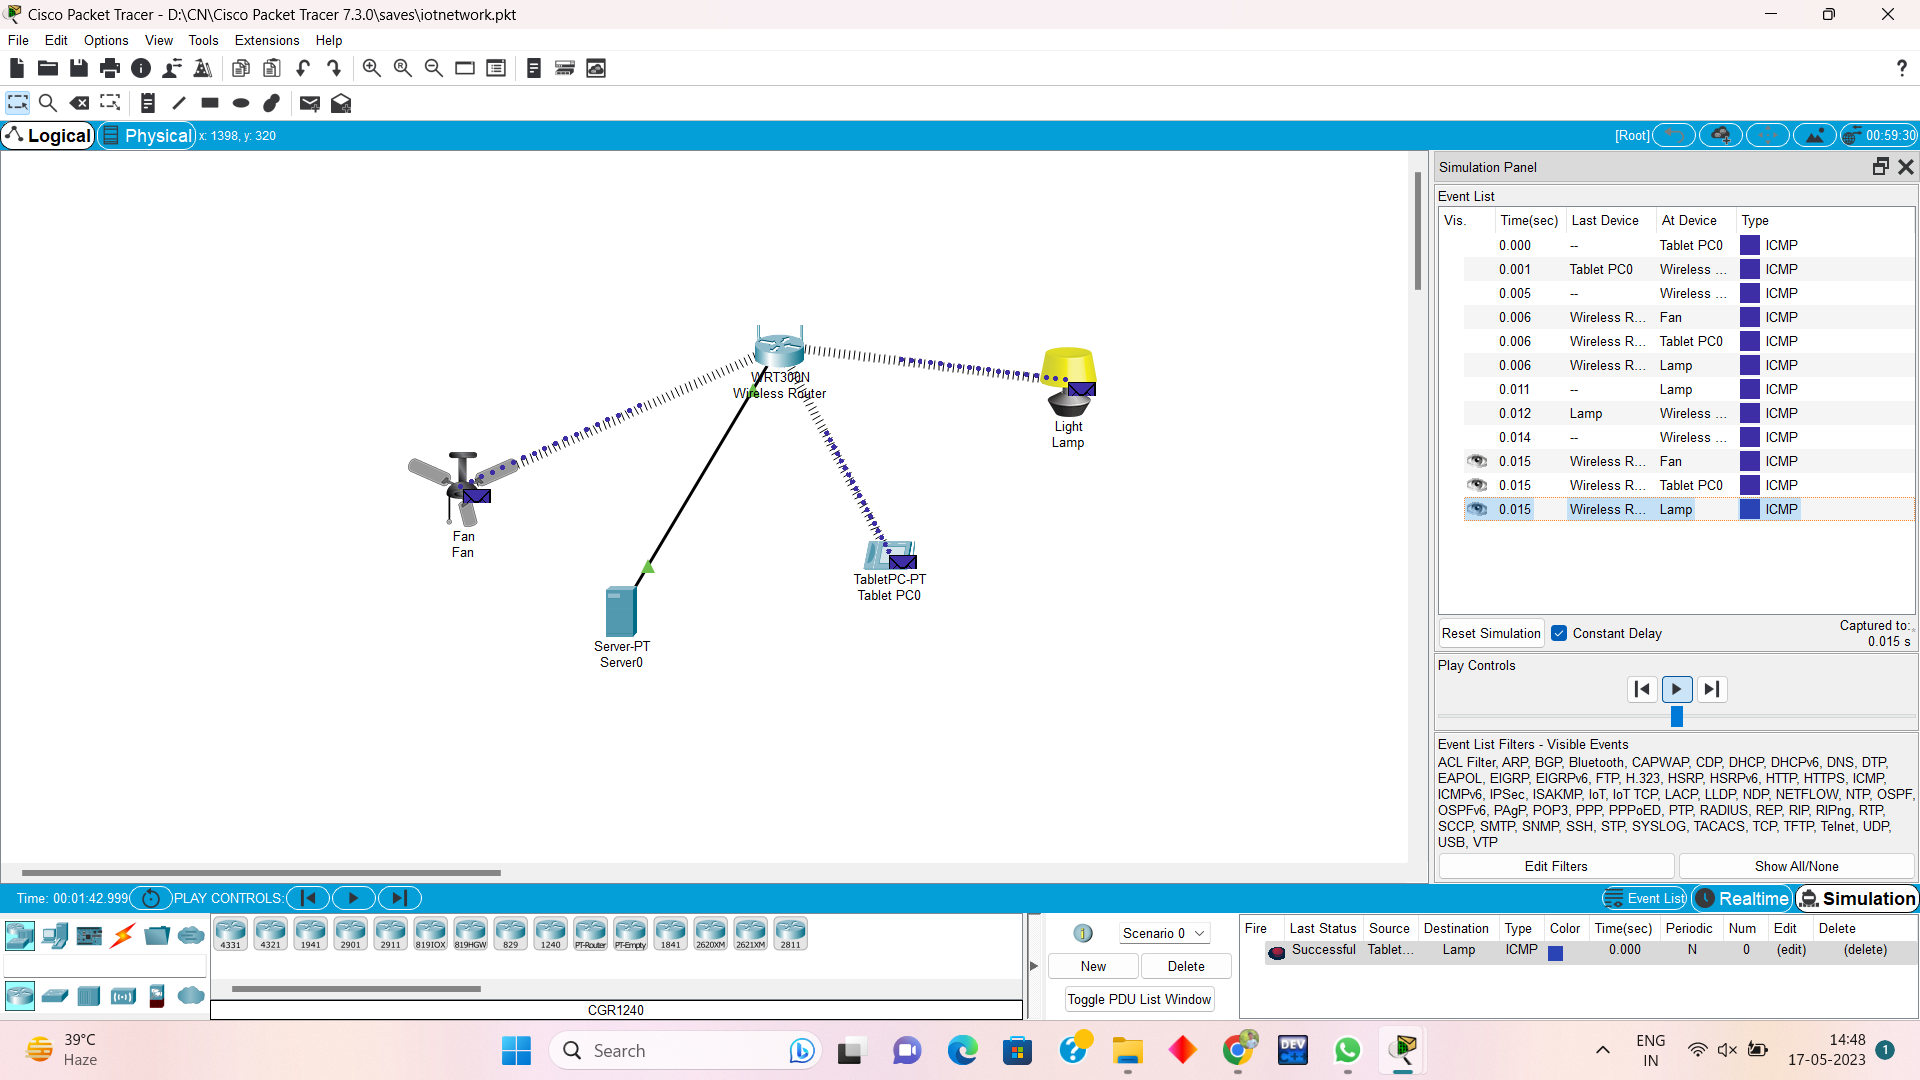 Cisco Packet Tracer - D:\CN\Cisco Packet Tracer 7.3.0\saves\iotnetwork.pkt
File Edit Options View Tools Extensions Help
?
Logical Physical x: 1398, y: 320 [Root] 00:59:30
WRT300N
Wireless Router
Light
Lamp
Fan
Fan
TabletPC-PT
Tablet PC0
Server-PT
Server0
Simulation Panel
Event List
Vis. Time(sec) Last Device At Device Type
0.000 -- Tablet PC0 ICMP
0.001 Tablet PC0 Wireless ... ICMP
0.005 -- Wireless ... ICMP
0.006 Wireless R... Fan ICMP
0.006 Wireless R... Tablet PC0 ICMP
0.006 Wireless R... Lamp ICMP
0.011 -- Lamp ICMP
0.012 Lamp Wireless ... ICMP
0.014 -- Wireless ... ICMP
0.015 Wireless R... Fan ICMP
0.015 Wireless R... Tablet PC0 ICMP
0.015 Wireless R... Lamp ICMP
Reset Simulation Constant Delay Captured to:
0.015 s
Play Controls
Event List Filters - Visible Events
ACL Filter, ARP, BGP, Bluetooth, CAPWAP, CDP, DHCP, DHCPv6, DNS, DTP,
EAPOL, EIGRP, EIGRPv6, FTP, H.323, HSRP, HSRPv6, HTTP, HTTPS, ICMP,
ICMPv6, IPSec, ISAKMP, IoT, IoT TCP, LACP, LLDP, NDP, NETFLOW, NTP, OSPF,
OSPFv6, PAgP, POP3, PPP, PPPoED, PTP, RADIUS, REP, RIP, RIPng, RTP,
SCCP, SMTP, SNMP, SSH, STP, SYSLOG, TACACS, TCP, TFTP, Telnet, UDP,
USB, VTP
Edit Filters Show All/None
Time: 00:01:42.999 PLAY CONTROLS: Event List Realtime Simulation
4331 4321 1941 2901 2911 819IOX 819HGW 829 1240 PT-Router PT-Empty 1841 2620XM 2621XM 2811
CGR1240
1 Scenario 0
New Delete
Toggle PDU List Window
Fire Last Status Source Destination Type Color Time(sec) Periodic Num Edit Delete
Successful Tablet... Lamp ICMP 0.000 N 0 (edit) (delete)
39°C
Haze
Search
DEV
C++
ENG
IN
14:48
17-05-2023
1